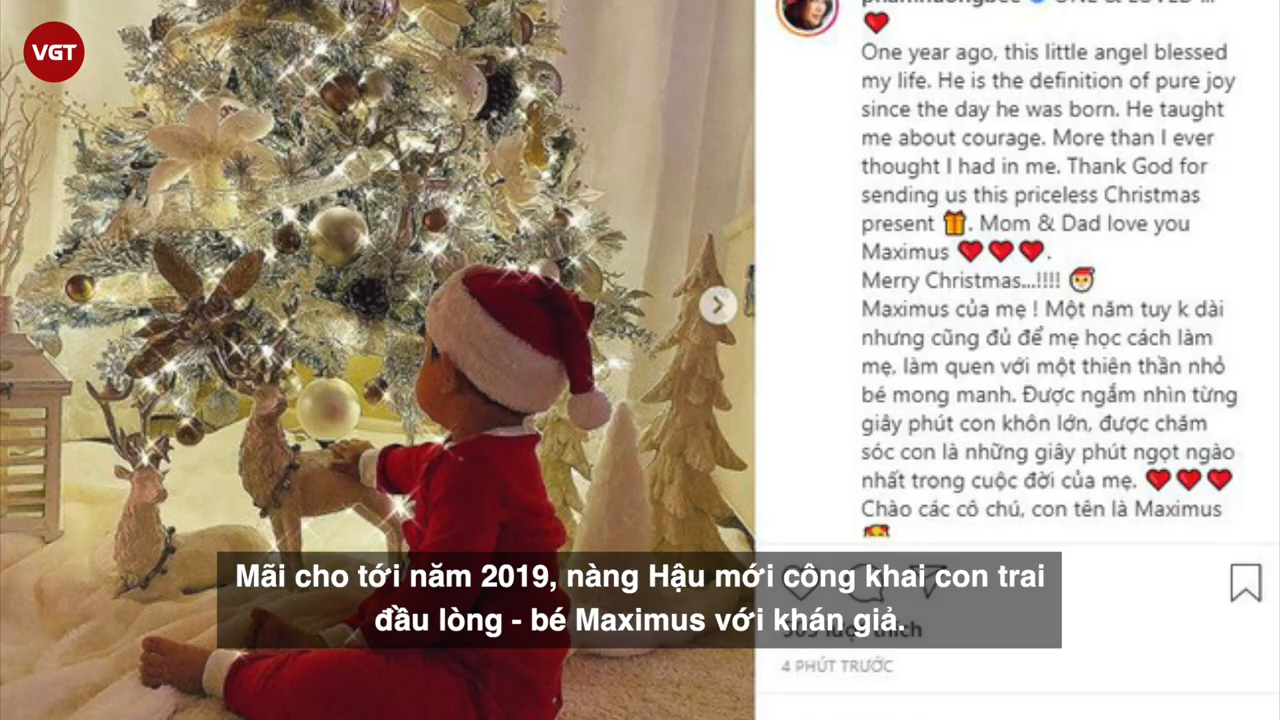 VGT
One year ago, this little angel blessed
my life. He is the definition of pure joy
since the day he was born. He taught
me about courage. More than I ever
thought I had in me. Thank God for
sending us this priceless Christmas
present 🎁. Mom & Dad love you
Maximus ❤️❤️❤️.
Merry Christmas...!!!! 🎅
Maximus của mẹ ! Một năm tuy k dài
nhưng cũng đủ để mẹ học cách làm
mẹ, làm quen với một thiên thần nhỏ
bé mong manh. Được ngắm nhìn từng
giây phút con khôn lớn, được chăm
sóc con là những giây phút ngọt ngào
nhất trong cuộc đời của mẹ. ❤️❤️❤️
Chào các cô chú, con tên là Maximus
Mãi cho tới năm 2019, nàng Hậu mới công khai con trai
đầu lòng - bé Maximus với khán giả.
4 PHÚT TRƯỚC